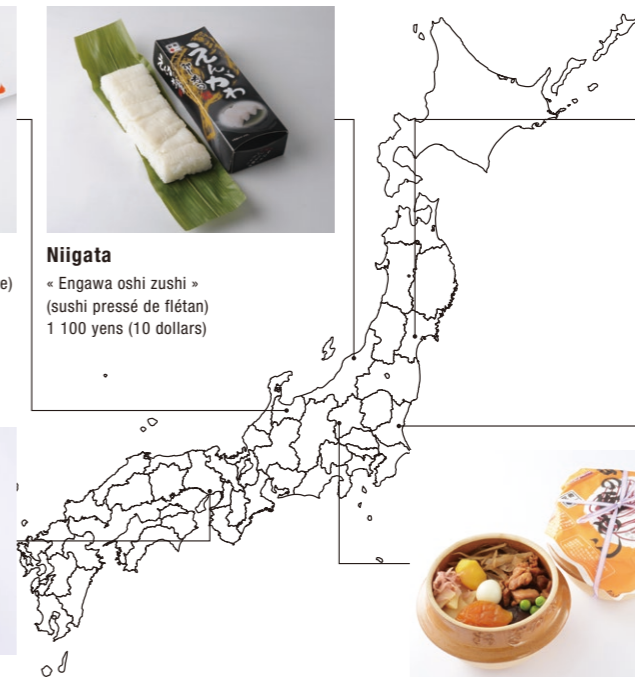 えんがわ
e)
Niigata
« Engawa oshi zushi »
(sushi pressé de flétan)
1 100 yens (10 dollars)